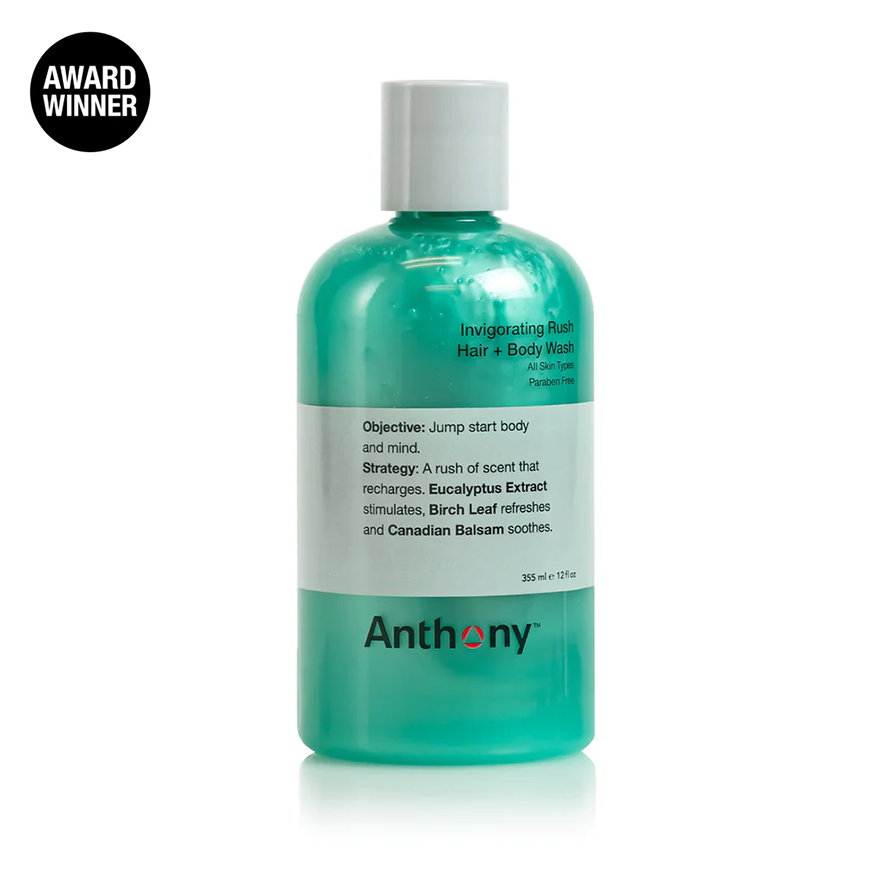 AWARD
WINNER
Invigorating Rush
Hair + Body Wash
All Skin Types
Paraben Free
Objective: Jump start body
and mind.
Strategy: A rush of scent that
recharges. Eucalyptus Extract
stimulates, Birch Leaf refreshes
and Canadian Balsam soothes.
355 ml e 12 fl oz
Anthony™